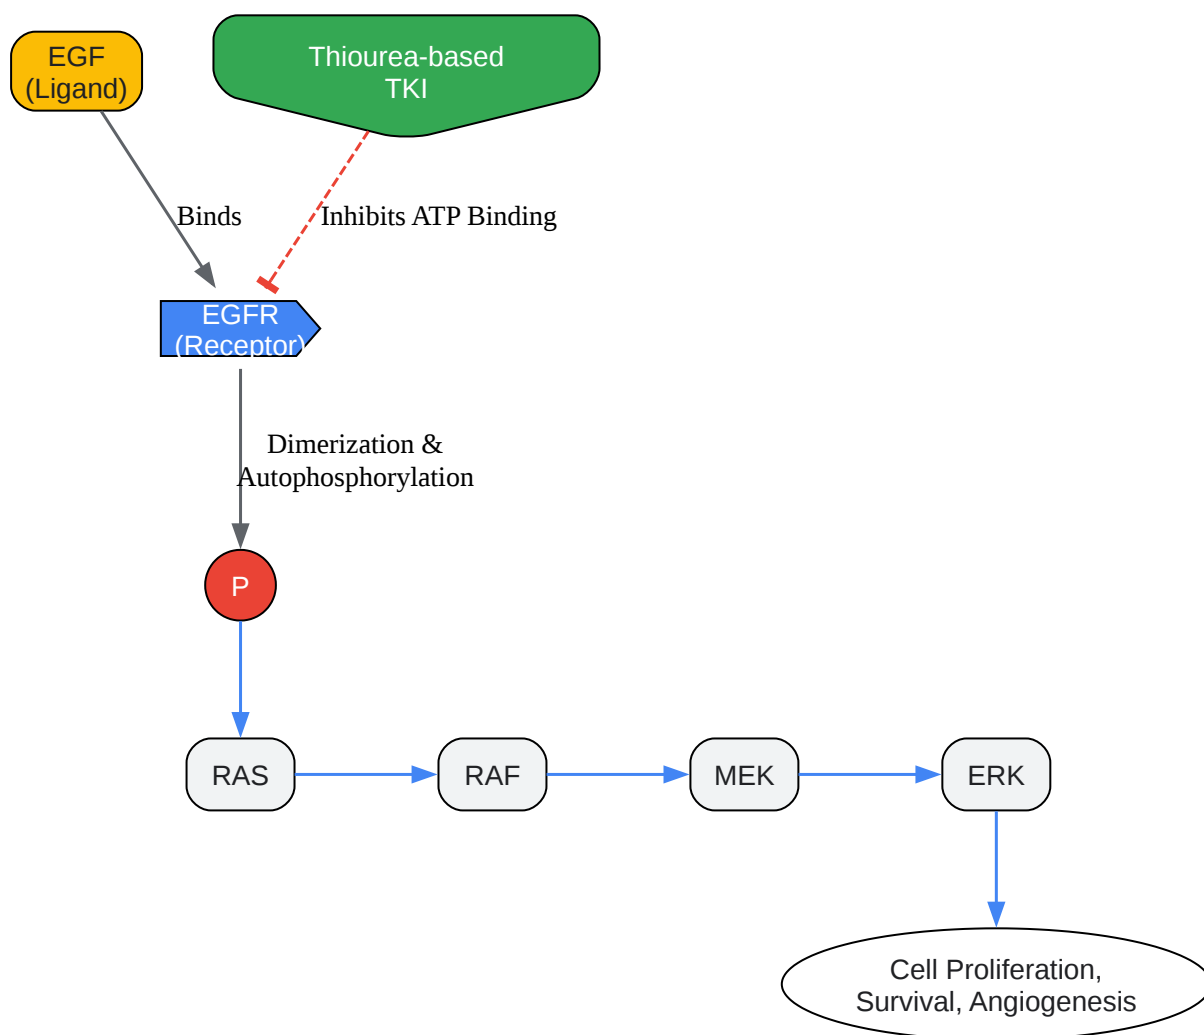 EGF
(Ligand)
Thiourea-based
TKI
Binds
Inhibits ATP Binding
EGFR
(Receptor)
Dimerization &
Autophosphorylation
P
RAS
RAF
MEK
ERK
Cell Proliferation,
Survival, Angiogenesis